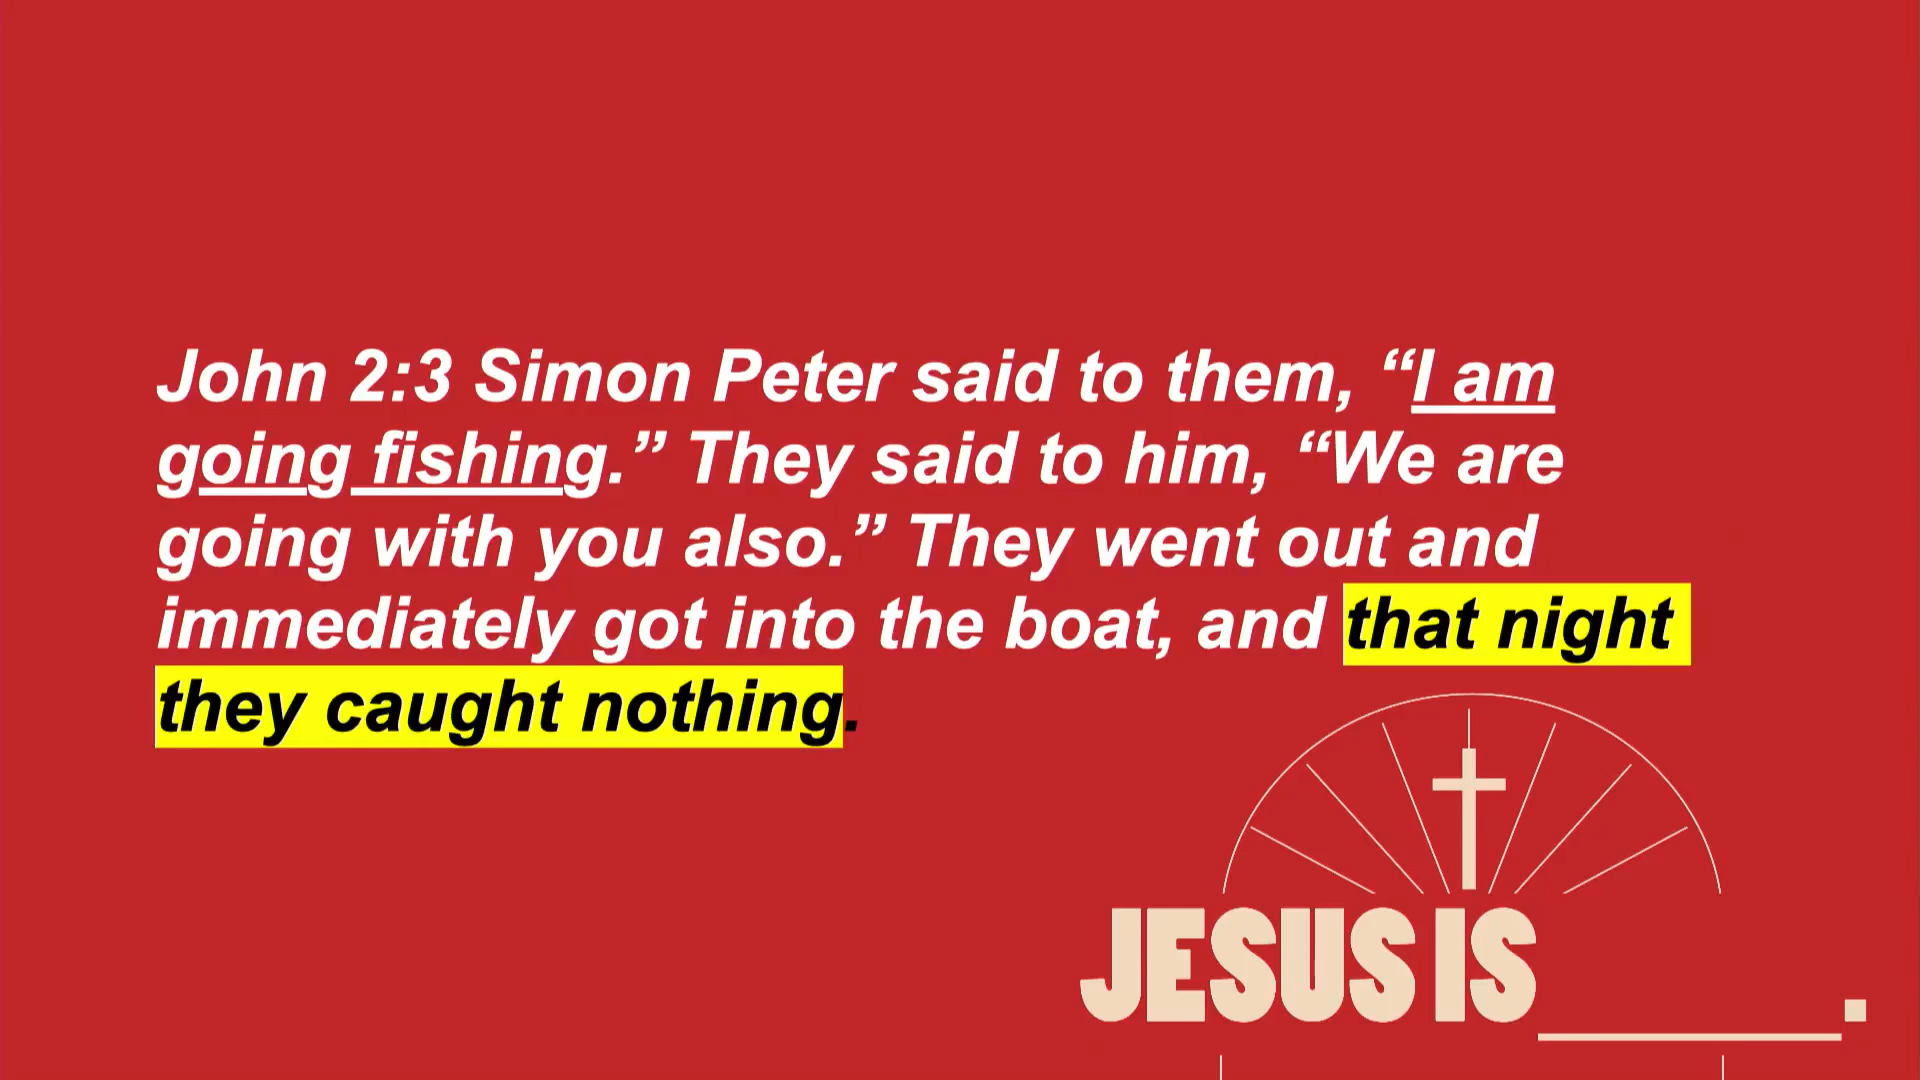 John 2:3 Simon Peter said to them, “I am
going fishing.” They said to him, “We are
going with you also.” They went out and
immediately got into the boat, and that night
they caught nothing.
JESUS IS ______.